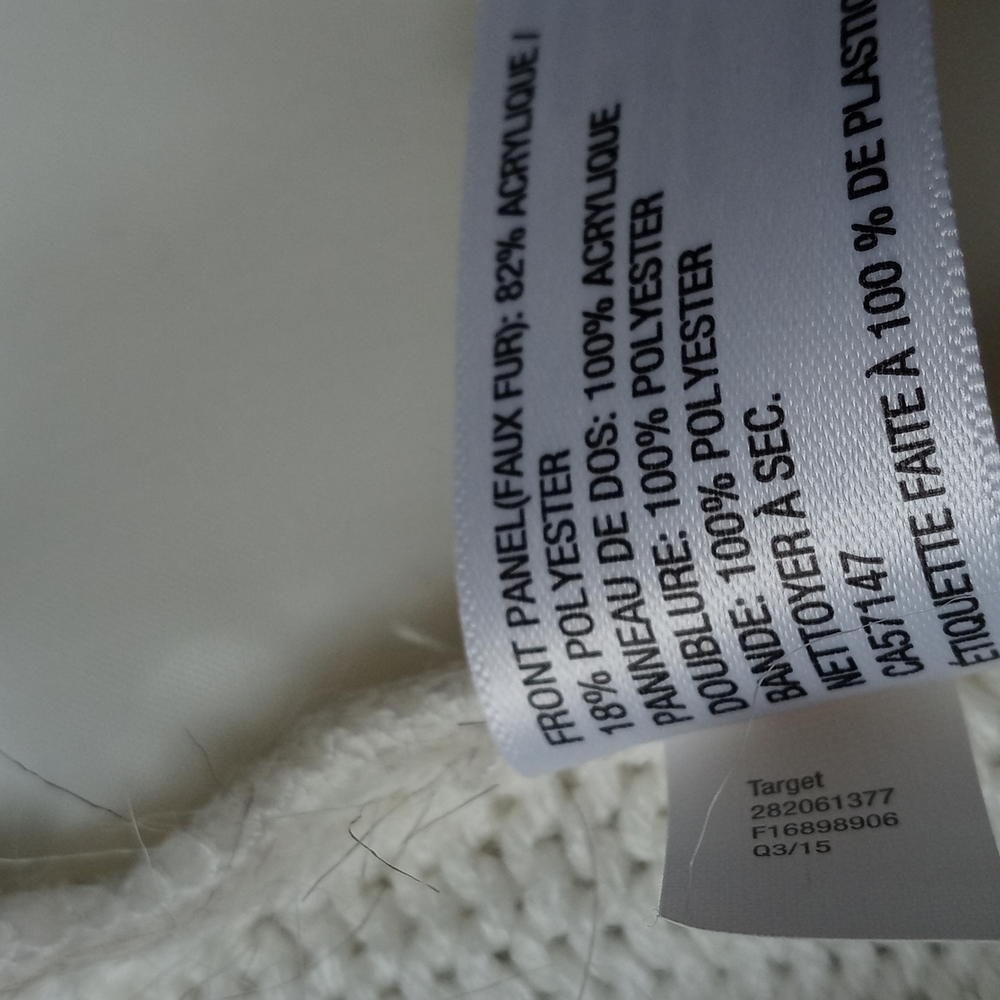 FRONT PANEL(FAUX FUR): 82% ACRYLIQUE /
18% POLYESTER
PANNEAU DE DOS: 100% ACRYLIQUE
DOUBLURE: 100% POLYESTER
BANDE: 100% POLYESTER
NETTOYER À SEC.
CA57147
ÉTIQUETTE FAITE À 100 % DE
Target
282061377
F16898906
Q3/15